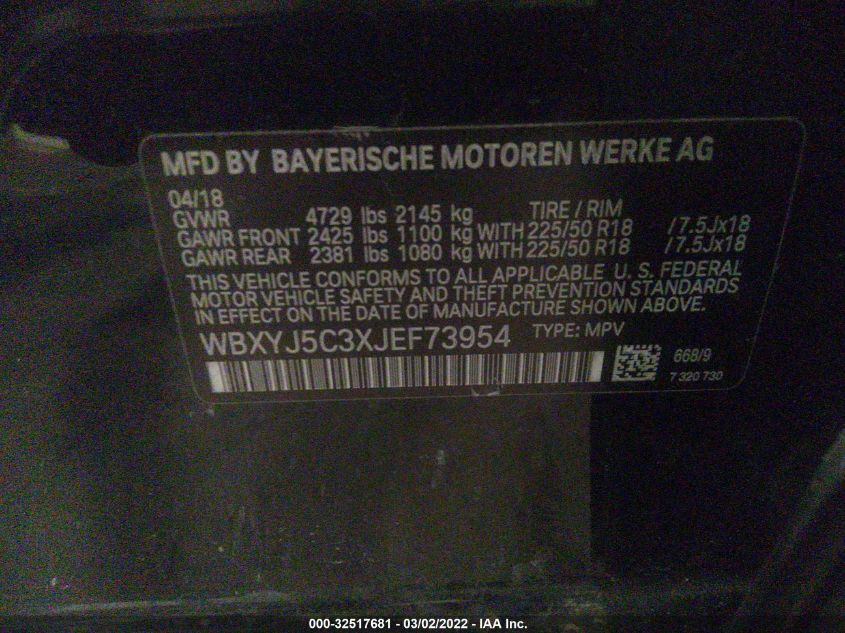 MFD BY BAYERISCHE MOTOREN WERKE AG
04/18
GVWR 4729 lbs 2145 kg TIRE / RIM
GAWR FRONT 2425 lbs 1100 kg WITH 225/50 R18 /7.5Jx18
GAWR REAR 2381 lbs 1080 kg WITH 225/50 R18 /7.5Jx18
THIS VEHICLE CONFORMS TO ALL APPLICABLE U. S. FEDERAL
MOTOR VEHICLE SAFETY AND THEFT PREVENTION STANDARDS
IN EFFECT ON THE DATE OF MANUFACTURE SHOWN ABOVE.
WBXYJ5C3XJEF73954 TYPE: MPV
668/9
7 320 730
000-32517681 - 03/02/2022 - IAA Inc.